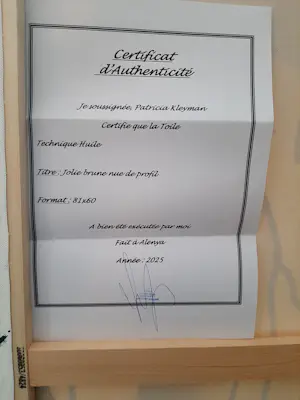 Certificat
d'Authenticité
Je soussignée, Patricia Kleyman
Certifie que la Toile
Technique Huile
Titre : Jolie brune nue de profil
Format : 81x60
A bien été exécutée par moi
Fait à Alenya
Année : 2025